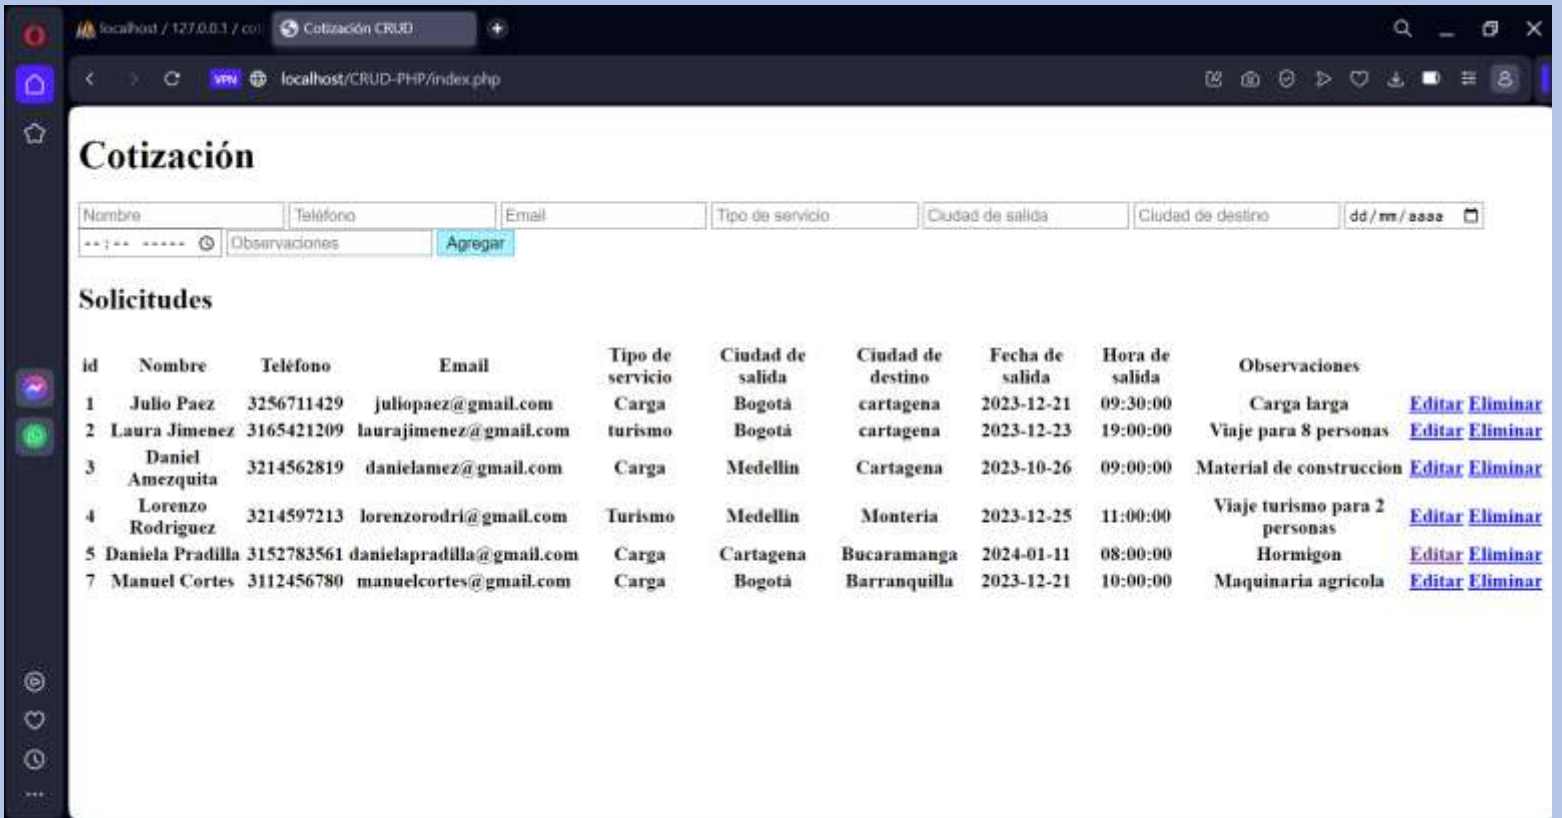 localhost / 127.0.0.1 / coti
Cotización CRUD
VPN localhost/CRUD-PHP/index.php
Cotización
Nombre Teléfono Email Tipo de servicio Ciudad de salida Ciudad de destino dd/mm/aaaa
--:-- ----- Observaciones Agregar
Solicitudes
id Nombre Teléfono Email Tipo de servicio Ciudad de salida Ciudad de destino Fecha de salida Hora de salida Observaciones
1 Julio Paez 3256711429 juliopaez@gmail.com Carga Bogotá cartagena 2023-12-21 09:30:00 Carga larga Editar Eliminar
2 Laura Jimenez 3165421209 laurajimenez@gmail.com turismo Bogotá cartagena 2023-12-23 19:00:00 Viaje para 8 personas Editar Eliminar
3 Daniel Amezquita 3214562819 danielamez@gmail.com Carga Medellin Cartagena 2023-10-26 09:00:00 Material de construccion Editar Eliminar
4 Lorenzo Rodriguez 3214597213 lorenzorodri@gmail.com Turismo Medellin Monteria 2023-12-25 11:00:00 Viaje turismo para 2 personas Editar Eliminar
5 Daniela Pradilla 3152783561 danielapradilla@gmail.com Carga Cartagena Bucaramanga 2024-01-11 08:00:00 Hormigon Editar Eliminar
7 Manuel Cortes 3112456780 manuelcortes@gmail.com Carga Bogotá Barranquilla 2023-12-21 10:00:00 Maquinaria agricola Editar Eliminar